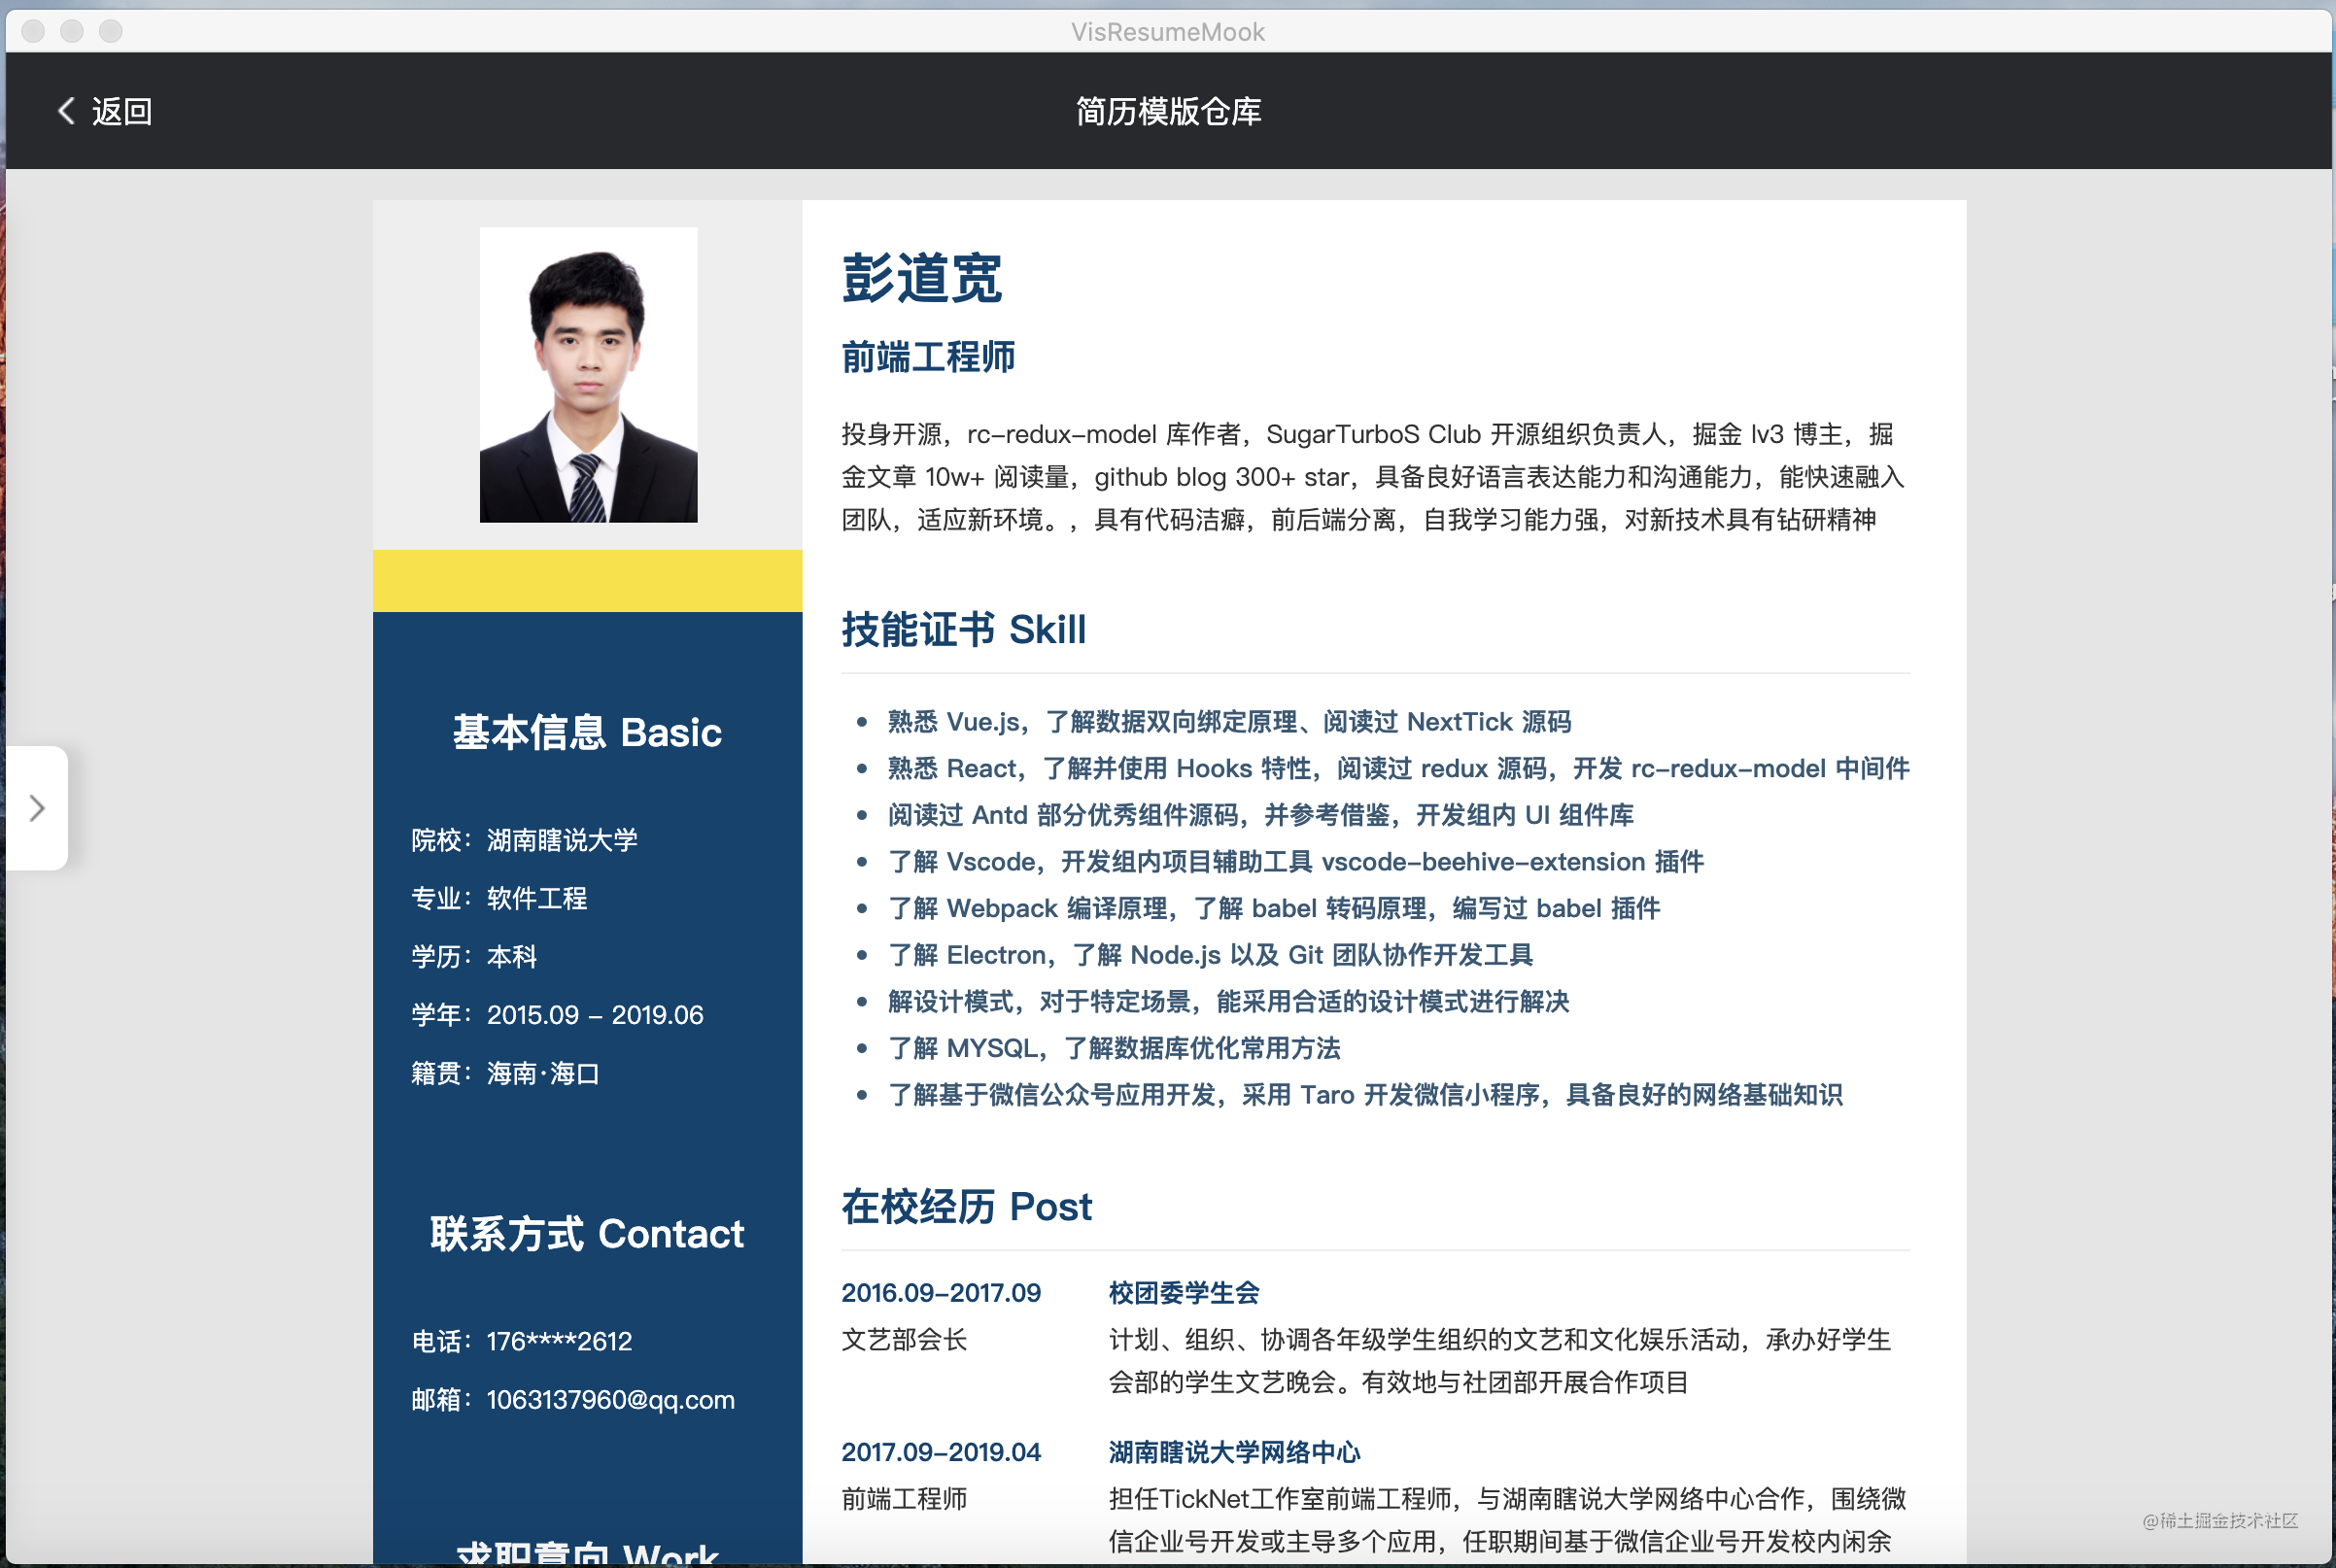 VisResumeMook
返回
简历模版仓库
彭道宽
前端工程师
投身开源，rc-redux-model 库作者，SugarTurboS Club 开源组织负责人，掘金 lv3 博主，掘
金文章 10w+ 阅读量，github blog 300+ star，具备良好语言表达能力和沟通能力，能快速融入
团队，适应新环境。，具有代码洁癖，前后端分离，自我学习能力强，对新技术具有钻研精神
基本信息 Basic
院校：湖南瞎说大学
专业：软件工程
学历：本科
学年：2015.09 - 2019.06
籍贯：海南·海口
联系方式 Contact
电话：176****2612
邮箱：1063137960@qq.com
求职意向 Work
技能证书 Skill
• 熟悉 Vue.js，了解数据双向绑定原理、阅读过 NextTick 源码
• 熟悉 React，了解并使用 Hooks 特性，阅读过 redux 源码，开发 rc-redux-model 中间件
• 阅读过 Antd 部分优秀组件源码，并参考借鉴，开发组内 UI 组件库
• 了解 Vscode，开发组内项目辅助工具 vscode-beehive-extension 插件
• 了解 Webpack 编译原理，了解 babel 转码原理，编写过 babel 插件
• 了解 Electron，了解 Node.js 以及 Git 团队协作开发工具
• 解设计模式，对于特定场景，能采用合适的设计模式进行解决
• 了解 MYSQL，了解数据库优化常用方法
• 了解基于微信公众号应用开发，采用 Taro 开发微信小程序，具备良好的网络基础知识
在校经历 Post
2016.09-2017.09 校团委学生会
文艺部会长 计划、组织、协调各年级学生组织的文艺和文化娱乐活动，承办好学生
会部的学生文艺晚会。有效地与社团部开展合作项目
2017.09-2019.04 湖南瞎说大学网络中心
前端工程师 担任TickNet工作室前端工程师，与湖南瞎说大学网络中心合作，围绕微
信企业号开发或主导多个应用，任职期间基于微信企业号开发校内闲余
@稀土掘金技术社区